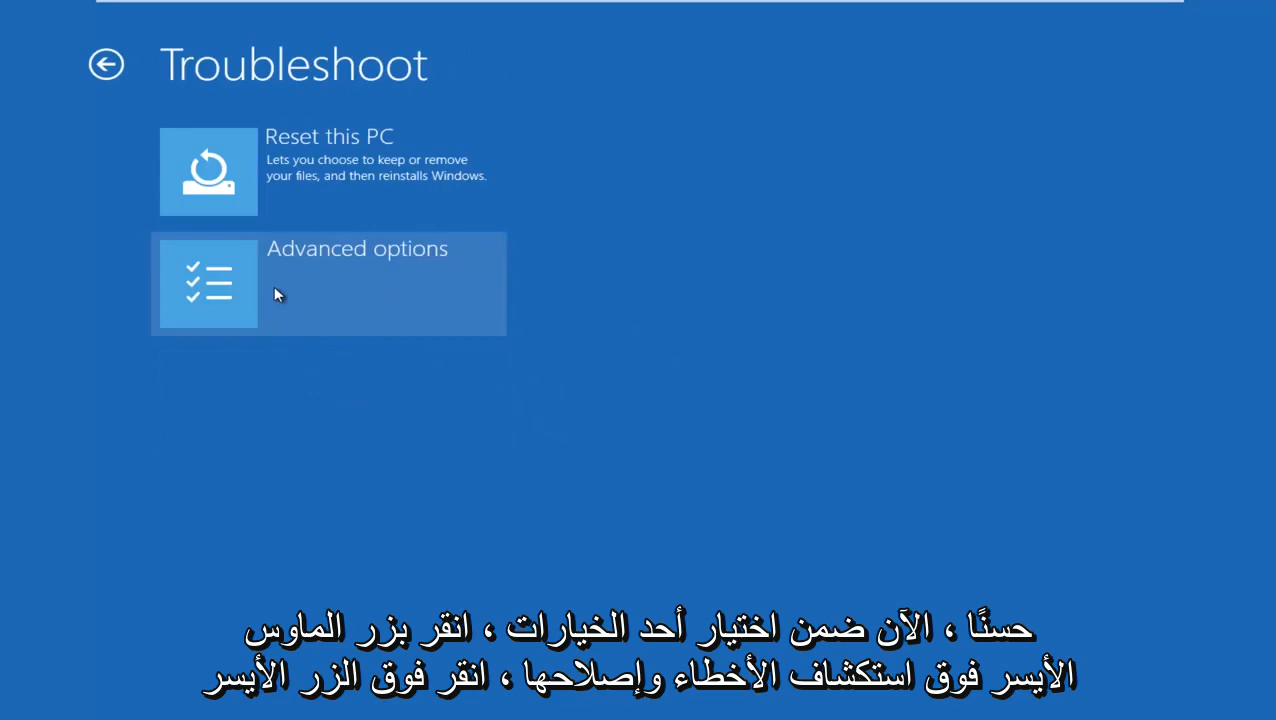 Troubleshoot
Reset this PC
Lets you choose to keep or remove
your files, and then reinstalls Windows.
Advanced options
حسنًا ، الآن ضمن اختيار أحد الخيارات ، انقر بزر الماوس
الأيسر فوق استكشاف الأخطاء وإصلاحها ، انقر فوق الزر الأيسر